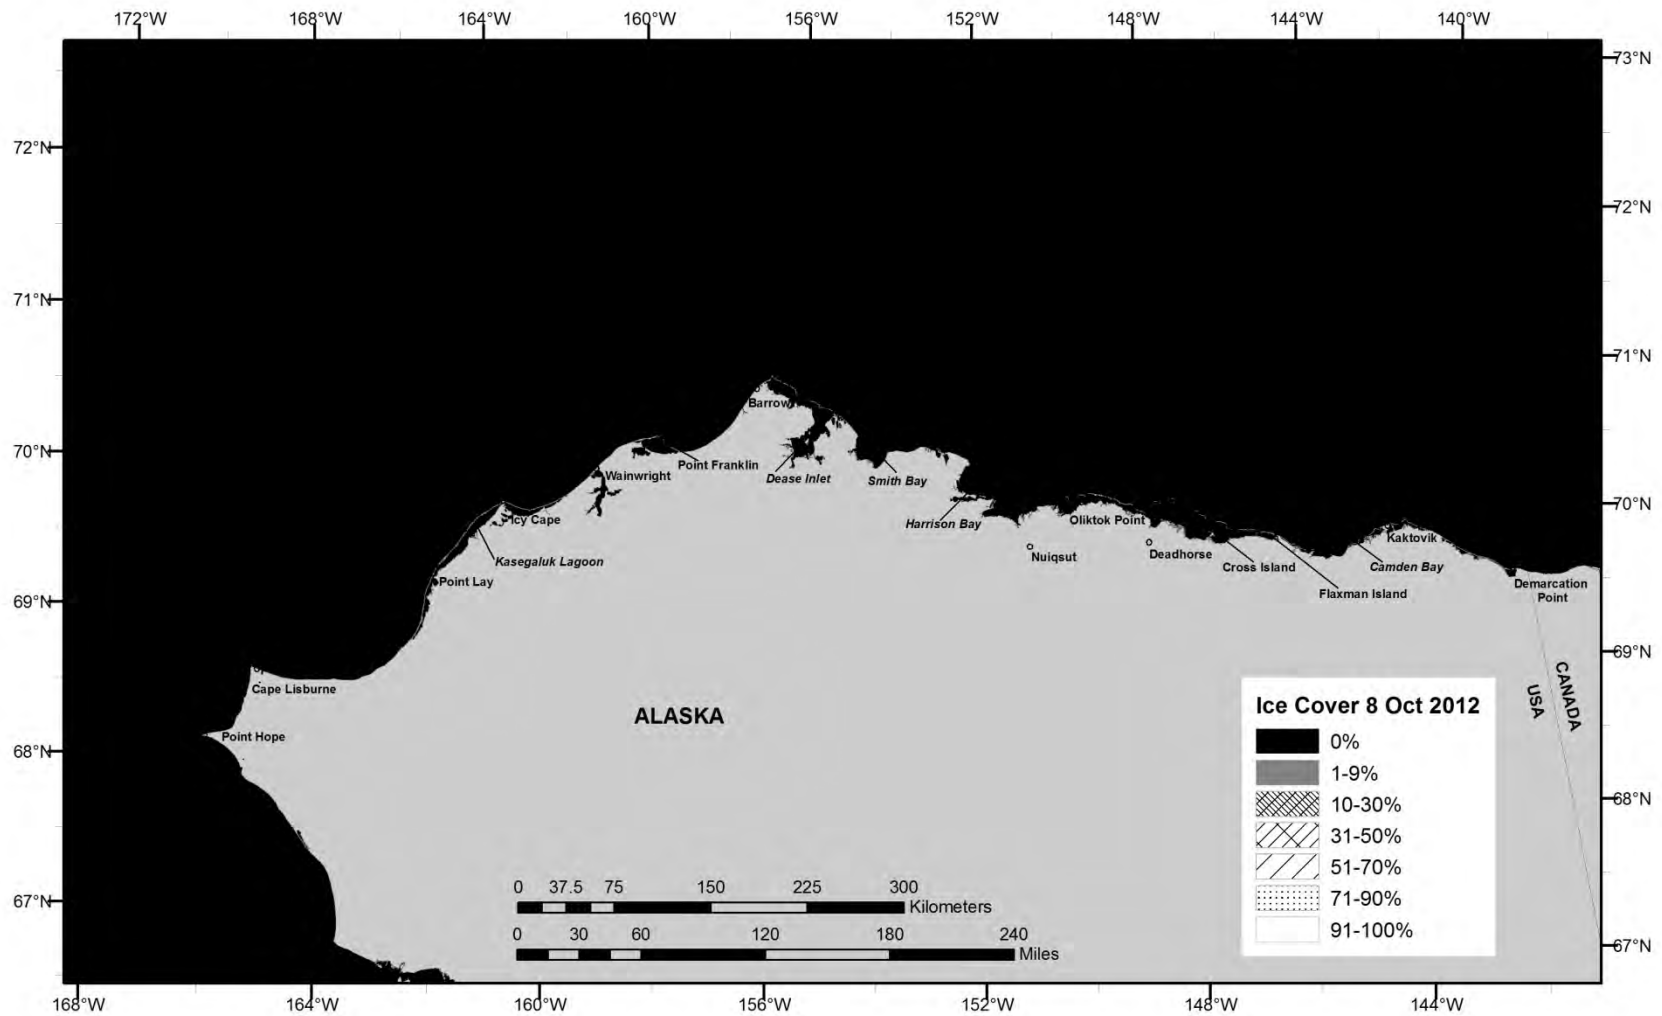 172°W 168°W 164°W 160°W 156°W 152°W 148°W 144°W 140°W
73°N
72°N
72°N
71°N
71°N
70°N
70°N
69°N
69°N
68°N
68°N
67°N
67°N
Barrow
Point Franklin
Wainwright
Dease Inlet
Smith Bay
Icy Cape
Harrison Bay
Oliktok Point
Kaktovik
Kasegaluk Lagoon
Nuiqsut
Deadhorse
Cross Island
Camden Bay
Point Lay
Flaxman Island
Demarcation
Point
Cape Lisburne
Point Hope
ALASKA
USA
CANADA
Ice Cover 8 Oct 2012
0%
1-9%
10-30%
31-50%
51-70%
71-90%
91-100%
0 37.5 75 150 225 300
Kilometers
0 30 60 120 180 240
Miles
168°W 164°W 160°W 156°W 152°W 148°W 144°W